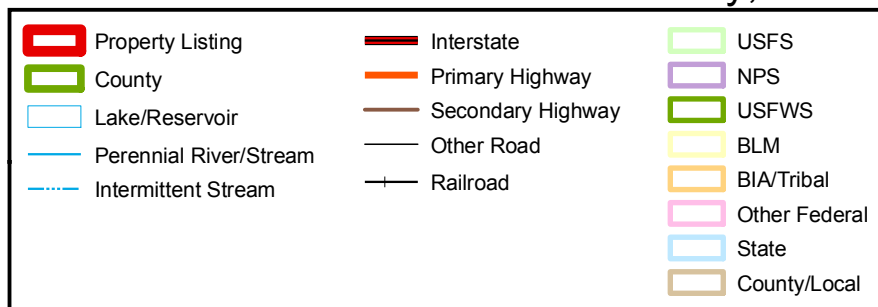 Property Listing
County
Lake/Reservoir
Perennial River/Stream
Intermittent Stream
Interstate
Primary Highway
Secondary Highway
Other Road
Railroad
USFS
NPS
USFWS
BLM
BIA/Tribal
Other Federal
State
County/Local